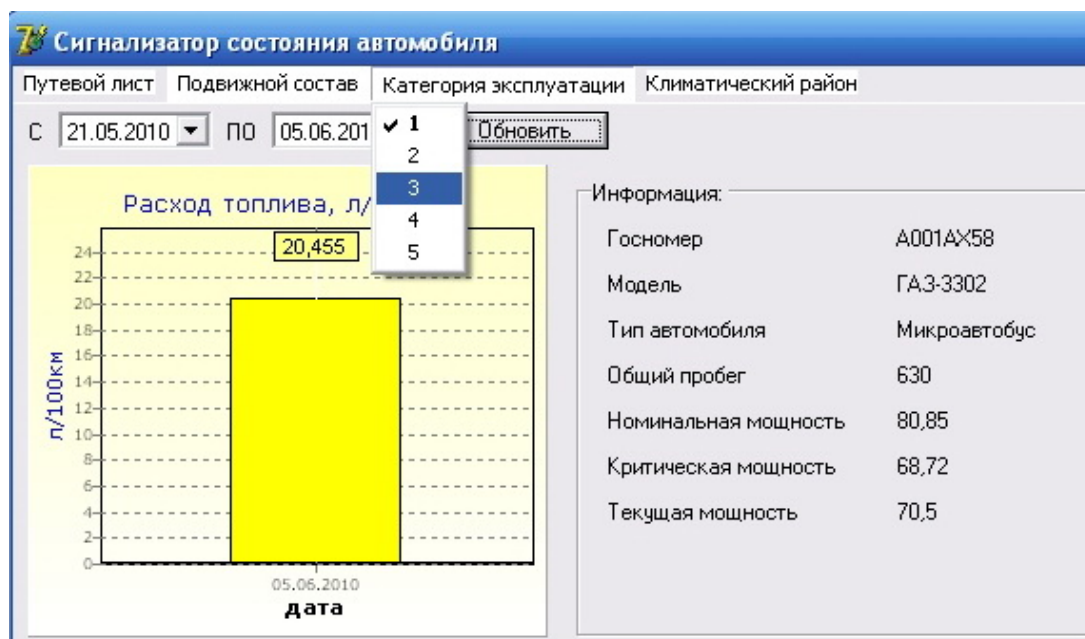 Сигнализатор состояния автомобиля
Путевой лист Подвижной состав Категория эксплуатации Климатический район
С 21.05.2010 ПО 05.06.201 Обновить
1
2
3
4
5
Расход топлива, л/
20,455
24
22
20
18
16
14
12
10
8
6
4
2
0
л/100км
05.06.2010
дата
Информация:
Госномер А001АХ58
Модель ГАЗ-3302
Тип автомобиля Микроавтобус
Общий пробег 630
Номинальная мощность 80,85
Критическая мощность 68,72
Текущая мощность 70,5